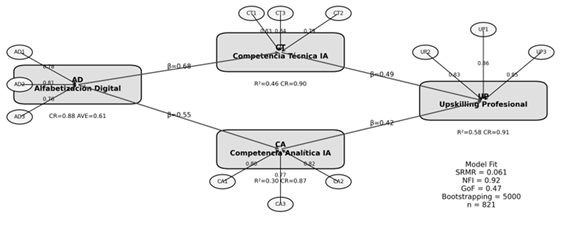 CT1
CT3
CT2
0.83
0.84
0.79
CT
Competencia Técnica IA
R²=0.46 CR=0.90
AD1
AD2
AD3
0.78
0.81
0.76
AD
Alfabetización Digital
CR=0.88 AVE=0.61
β=0.68
β=0.55
β=0.49
β=0.42
UP1
UP2
UP3
0.86
0.83
0.85
UP
Upskilling Profesional
R²=0.58 CR=0.91
CA
Competencia Analítica IA
0.80
0.82
0.77
R²=0.30 CR=0.87
CA1
CA2
CA3
Model Fit
SRMR = 0.061
NFI = 0.92
GoF = 0.47
Bootstrapping = 5000
n = 821